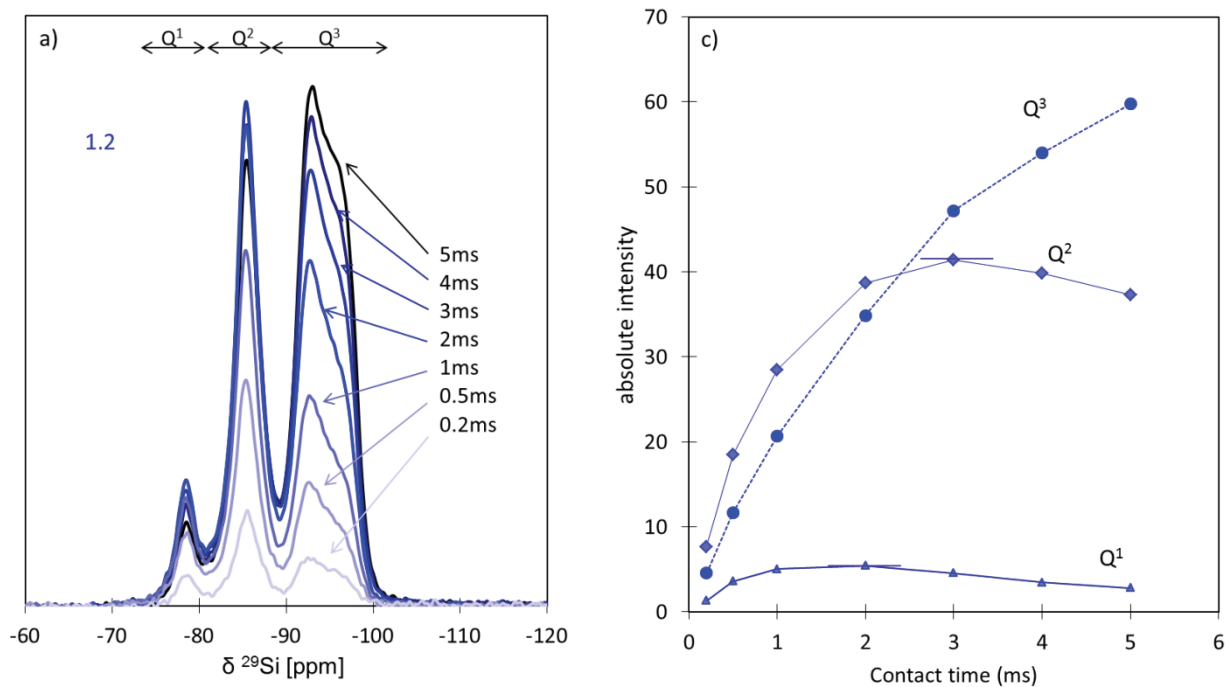 a)
Q¹ Q² Q³
1.2
5ms
4ms
3ms
2ms
1ms
0.5ms
0.2ms
-60 -70 -80 -90 -100 -110 -120
δ ²⁹Si [ppm]
c)
70
60
50
40
30
20
10
0
absolute intensity
Q³
Q²
Q¹
0 1 2 3 4 5 6
Contact time (ms)